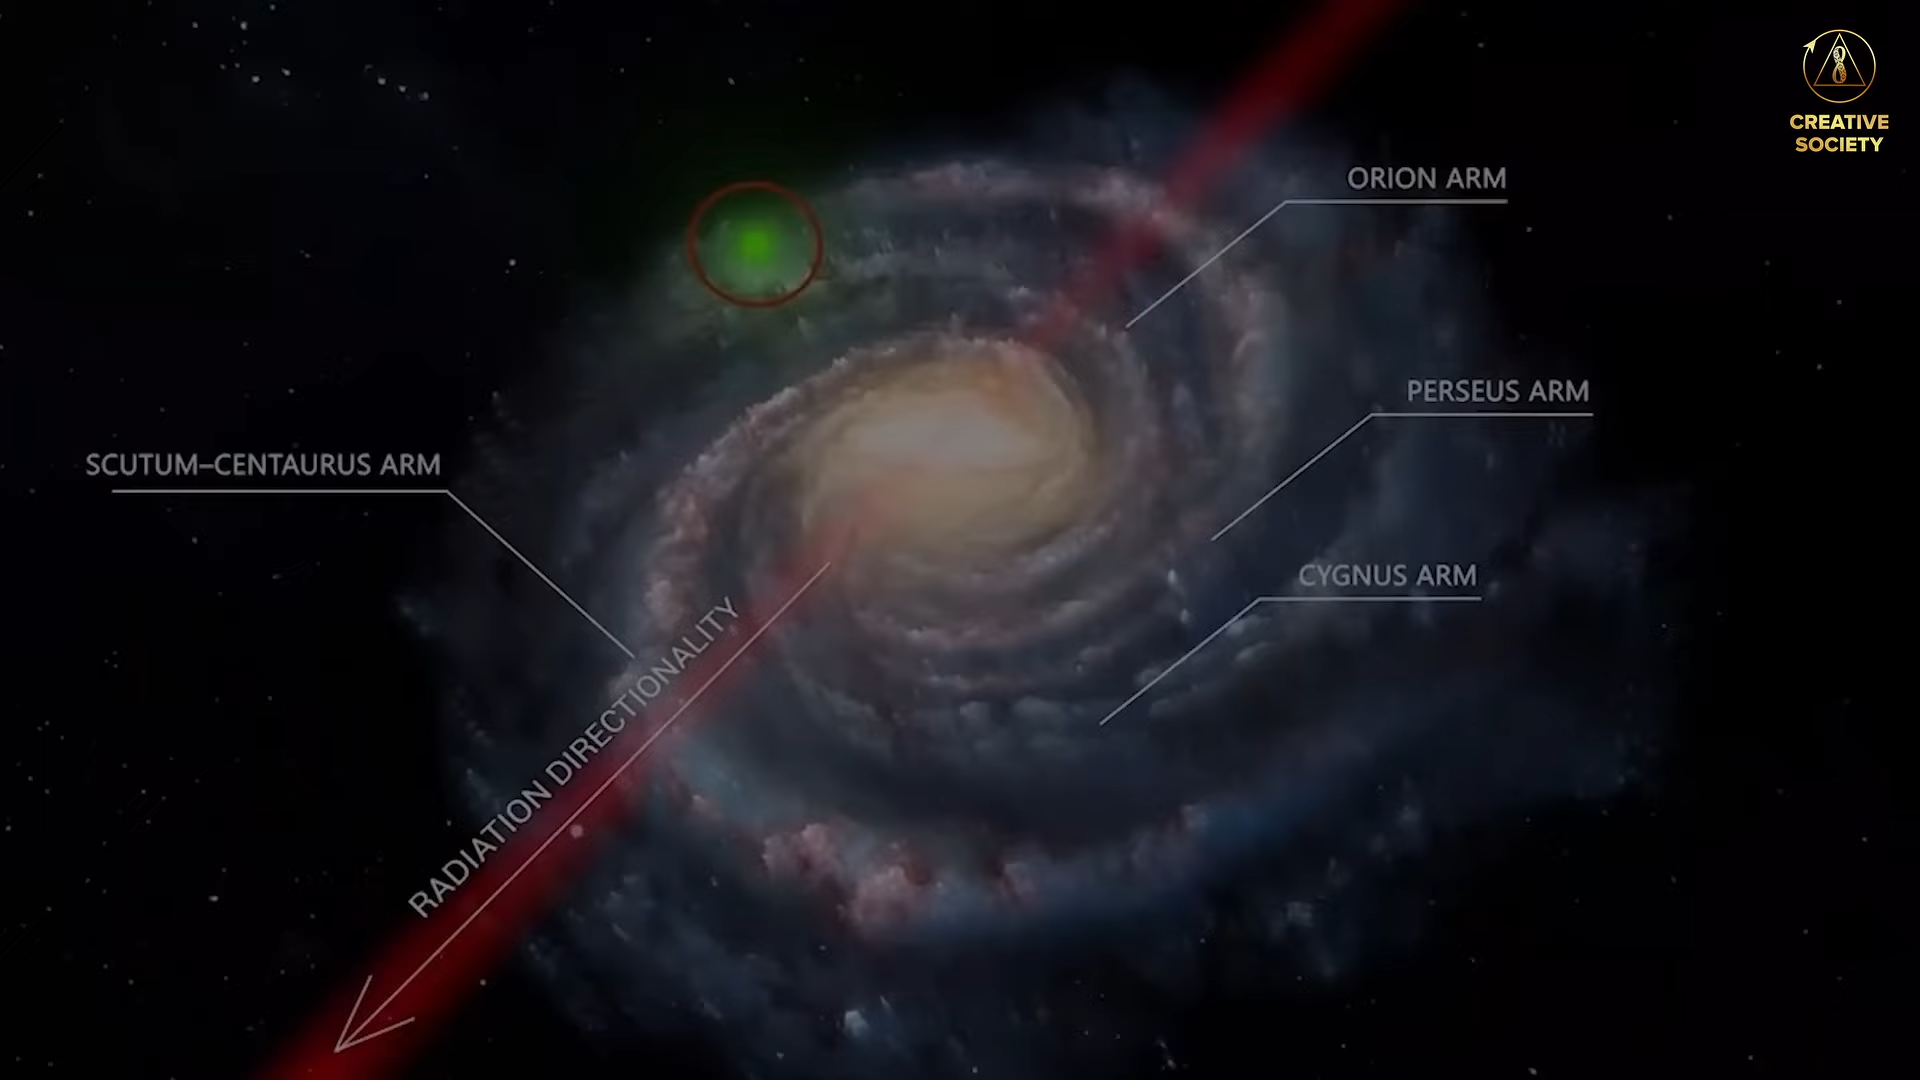 CREATIVE
SOCIETY
ORION ARM
PERSEUS ARM
SCUTUM–CENTAURUS ARM
CYGNUS ARM
RADIATION DIRECTIONALITY